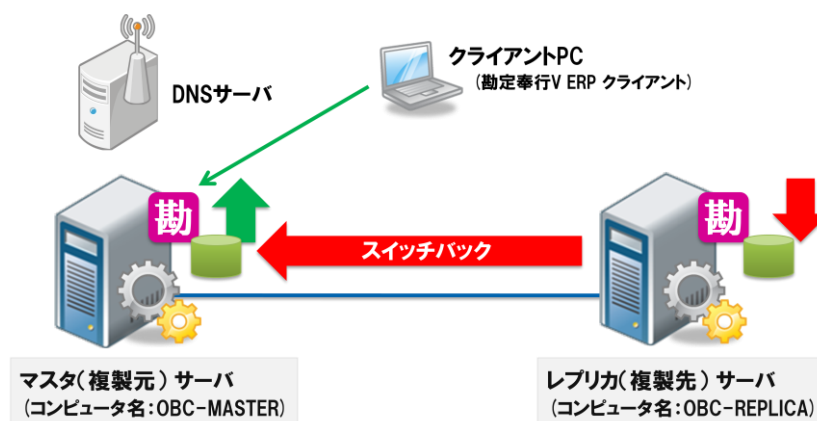 DNSサーバ
クライアントPC
(勘定奉行V ERP クライアント)
勘
勘
スイッチバック
マスタ(複製元)サーバ
(コンピュータ名:OBC-MASTER)
レプリカ(複製先)サーバ
(コンピュータ名:OBC-REPLICA)